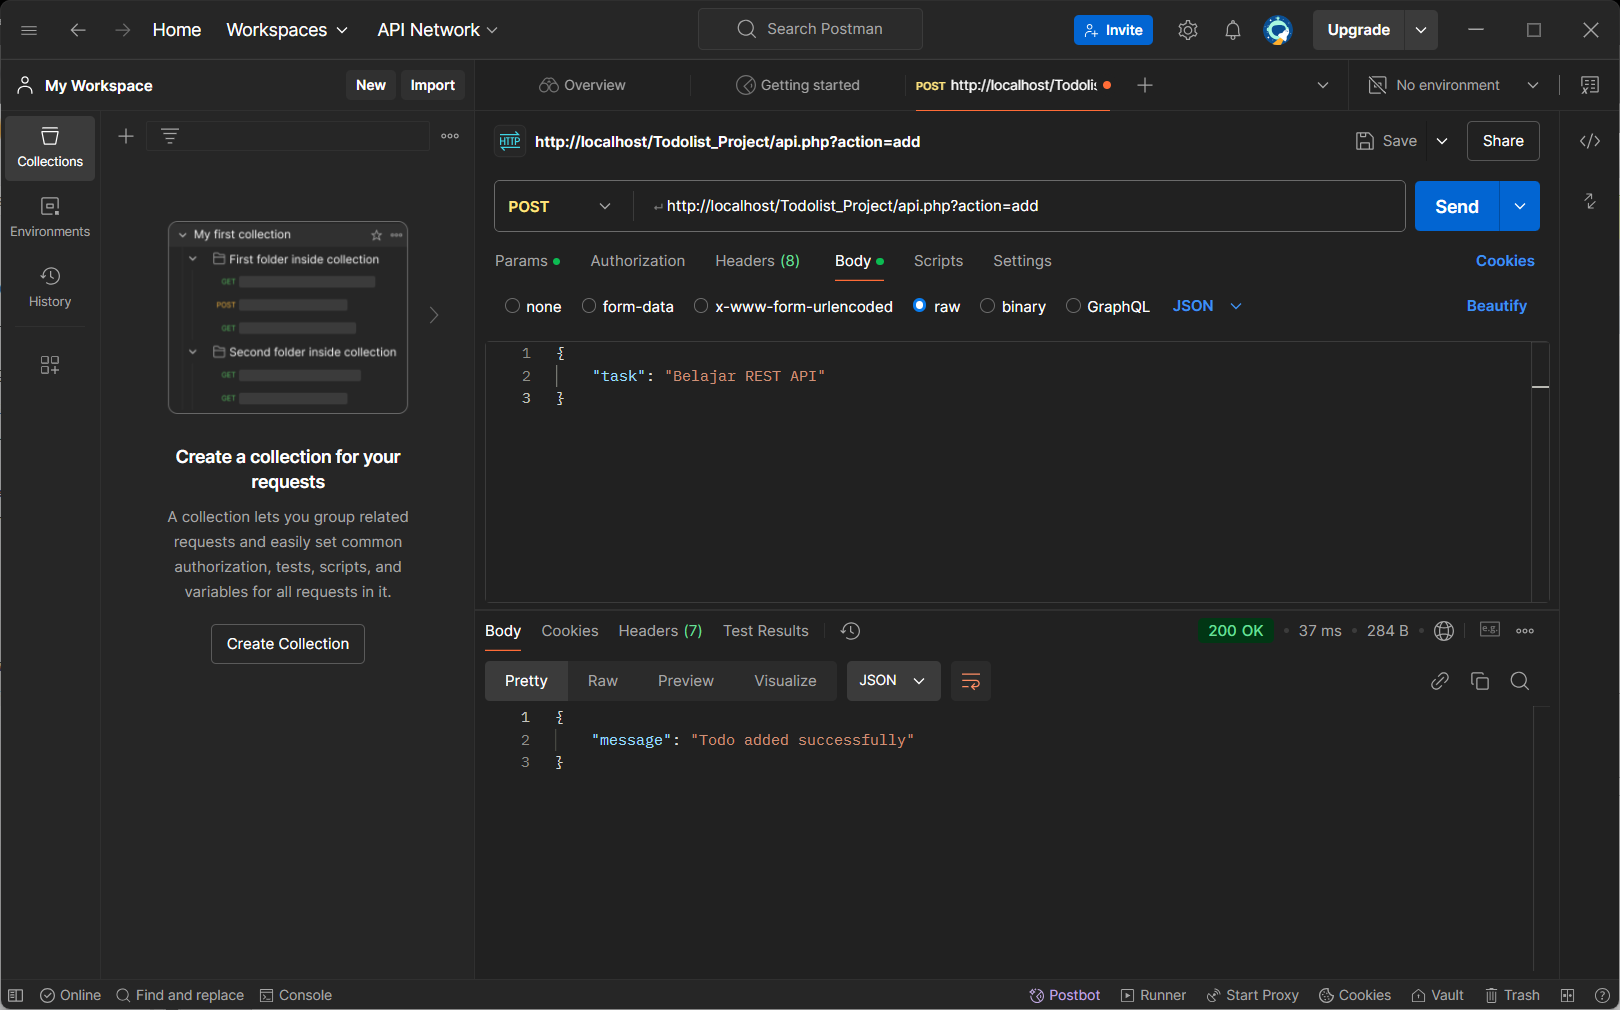 Home Workspaces API Network Search Postman Invite Upgrade
My Workspace New Import Overview Getting started POST http://localhost/Todolis No environment
Collections
Environments
History
My first collection
First folder inside collection
GET
POST
GET
Second folder inside collection
GET
GET
Create a collection for your
requests
A collection lets you group related
requests and easily set common
authorization, tests, scripts, and
variables for all requests in it.
Create Collection
HTTP http://localhost/Todolist_Project/api.php?action=add Save Share
POST http://localhost/Todolist_Project/api.php?action=add Send
Params Authorization Headers (8) Body Scripts Settings Cookies
none form-data x-www-form-urlencoded raw binary GraphQL JSON Beautify
1 {
2 "task": "Belajar REST API"
3 }
Body Cookies Headers (7) Test Results 200 OK 37 ms 284 B e.g.
Pretty Raw Preview Visualize JSON
1 {
2 "message": "Todo added successfully"
3 }
Online Find and replace Console Postbot Runner Start Proxy Cookies Vault Trash